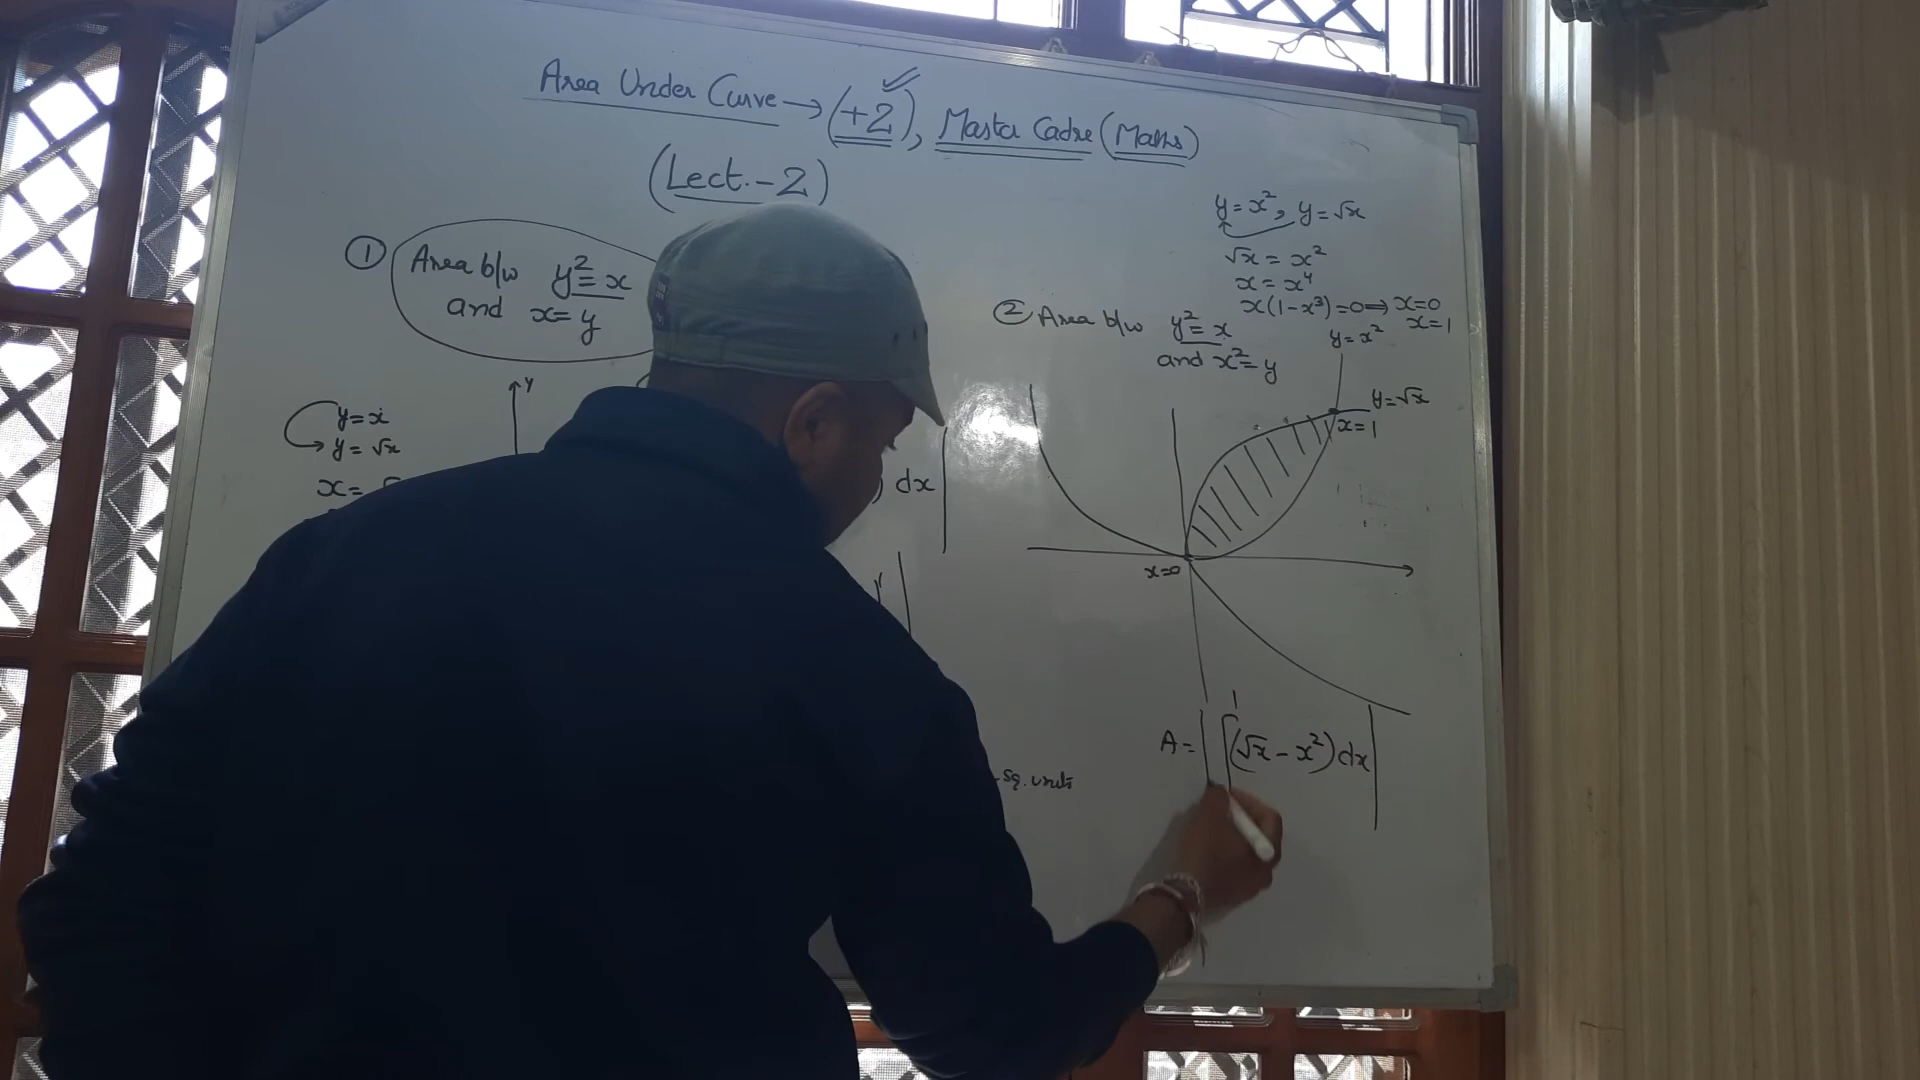 Area Under Curve → (+2), Master Cadre (Maths)
(Lect. - 2)
① Area b/w y² = x
and x = y
y = x
y = √x
x =
Y
) dx
sq. units
y = x², y = √x
√x = x²
x = x⁴
x(1-x³) = 0 ⇒ x=0
x=1
② Area b/w y² = x
and x² = y
y = x²
y = √x
x = 1
x=0
1
A = | ∫(√x - x²) dx |